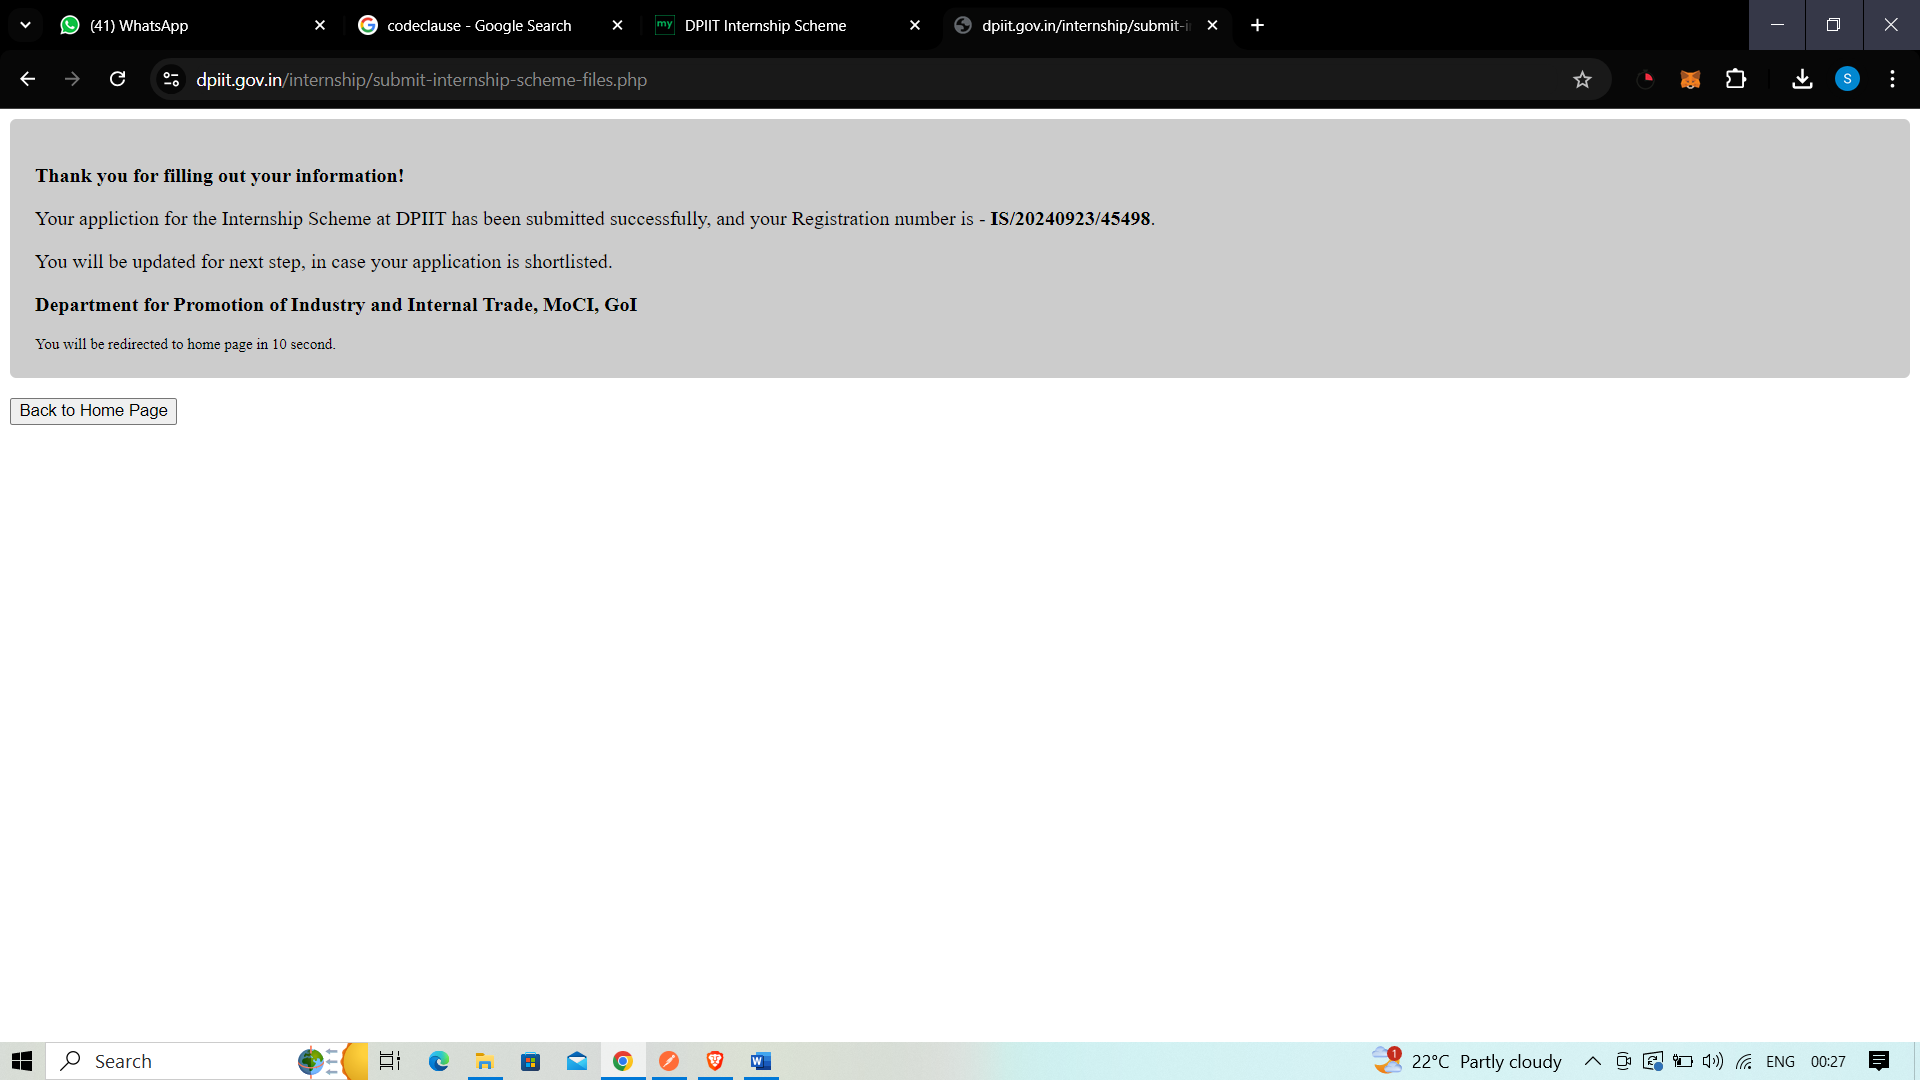 (41) WhatsApp
codeclause - Google Search
my
DPIIT Internship Scheme
dpiit.gov.in/internship/submit-i
dpiit.gov.in/internship/submit-internship-scheme-files.php
S
Thank you for filling out your information!
Your appliction for the Internship Scheme at DPIIT has been submitted successfully, and your Registration number is - IS/20240923/45498.
You will be updated for next step, in case your application is shortlisted.
Department for Promotion of Industry and Internal Trade, MoCI, GoI
You will be redirected to home page in 10 second.
Back to Home Page
Search
W
1
22°C Partly cloudy
ENG
00:27